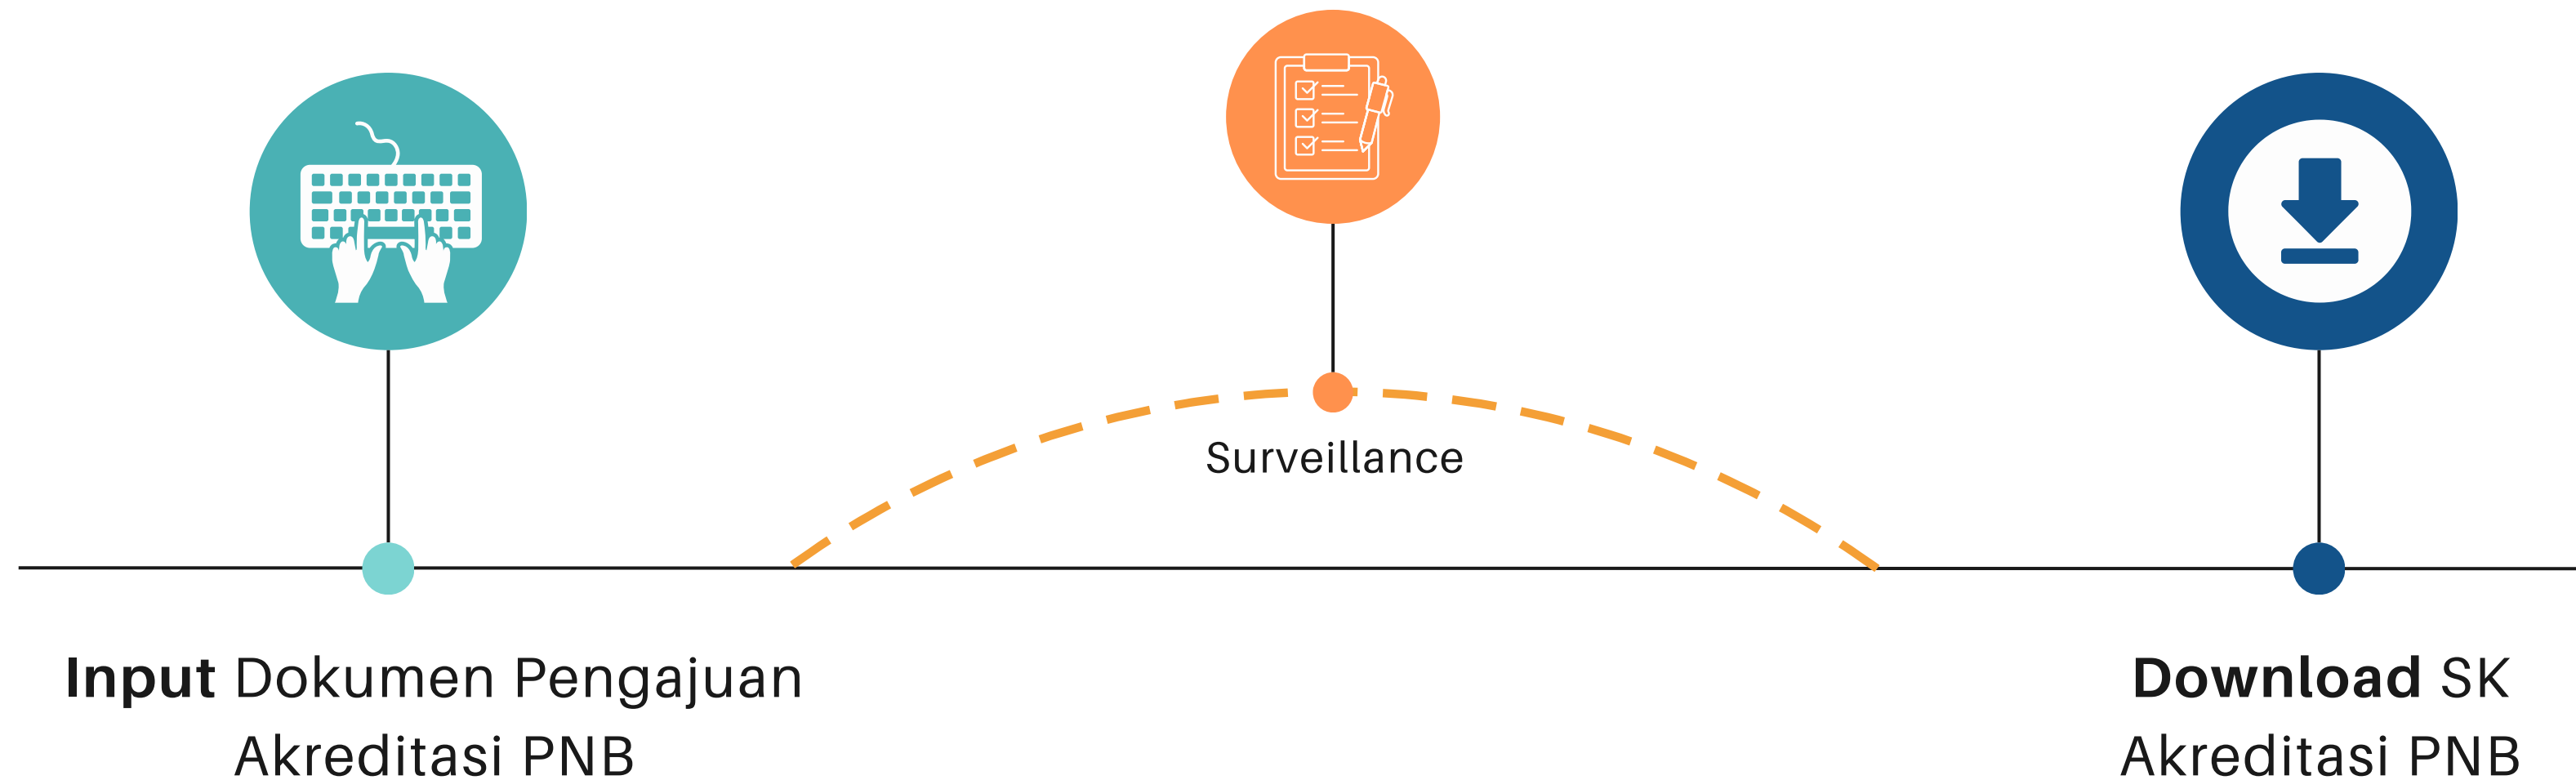 Surveillance
Input Dokumen Pengajuan
Akreditasi PNB
Download SK
Akreditasi PNB